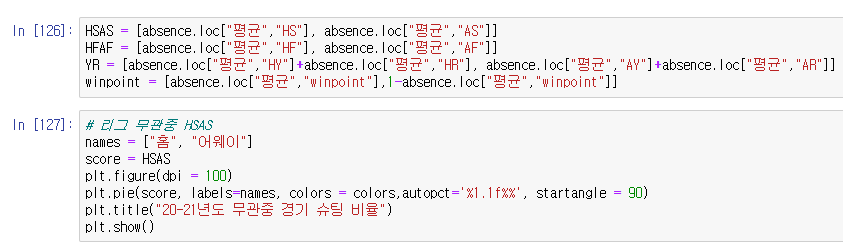 In [126]: HSAS = [absence.loc["평균","HS"], absence.loc["평균","AS"]]
HFAF = [absence.loc["평균","HF"], absence.loc["평균","AF"]]
YR = [absence.loc["평균","HY"]+absence.loc["평균","HR"], absence.loc["평균","AY"]+absence.loc["평균","AR"]]
winpoint = [absence.loc["평균","winpoint"],1-absence.loc["평균","winpoint"]]
In [127]: # 리그 무관중 HSAS
names = ["홈", "어웨이"]
score = HSAS
plt.figure(dpi = 100)
plt.pie(score, labels=names, colors = colors,autopct='%1.1f%%', startangle = 90)
plt.title("20-21년도 무관중 경기 슈팅 비율")
plt.show()